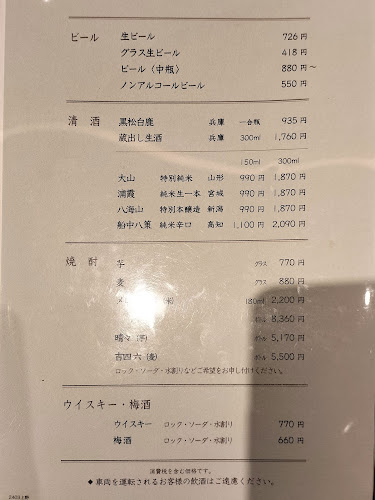 ビール 生ビール 726円
グラス生ビール 418円
ビール〈中瓶〉 880円〜
ノンアルコールビール 550円
清酒 黒松白鹿 兵庫 一合瓶 935円
蔵出し生酒 兵庫 300ml 1,760円
150ml 300ml
大山 特別純米 山形 990円 1,870円
浦霞 純米生一本 宮城 990円 1,870円
八海山 特別本醸造 新潟 990円 1,870円
船中八策 純米辛口 高知 1,100円 2,090円
焼酎 芋 グラス 770円
麦 グラス 880円
(米) 180ml 2,200円
ボトル 8,360円
晴々(芋) ボトル 5,170円
吉四六(麦) ボトル 5,500円
ロック・ソーダ・水割りなどご希望をお申し付けください。
ウイスキー・梅酒
ウイスキー ロック・ソーダ・水割り 770円
梅酒 ロック・ソーダ・水割り 660円
消費税を含む価格です。
◆車両を運転されるお客様の飲酒はご遠慮ください。